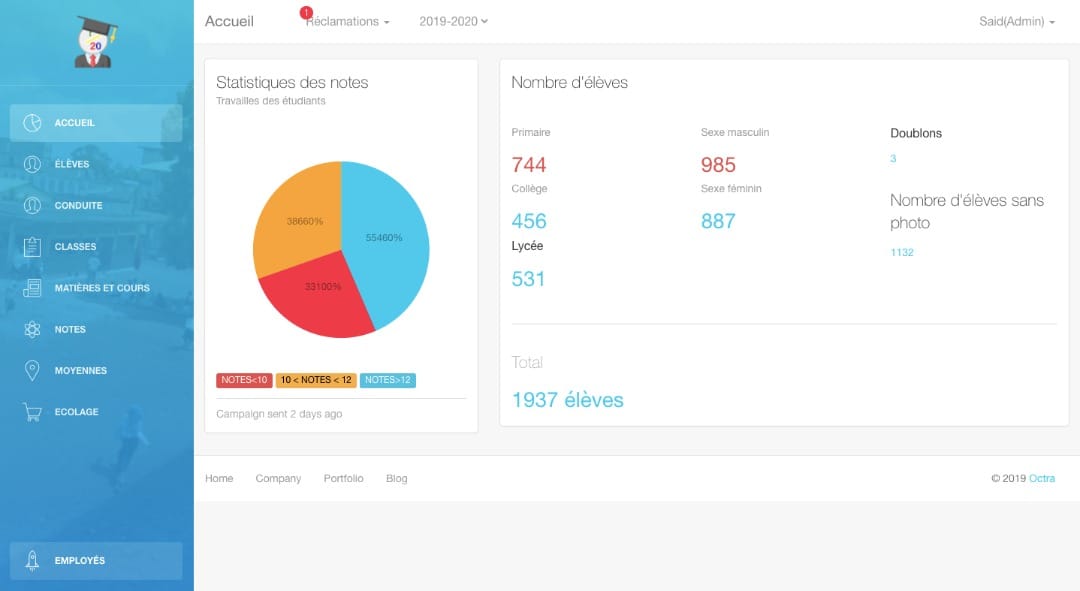 20
ACCUEIL
ÉLÈVES
CONDUITE
CLASSES
MATIÈRES ET COURS
NOTES
MOYENNES
ECOLAGE
EMPLOYÉS
Accueil
1
Réclamations
2019-2020
Said(Admin)
Statistiques des notes
Travailles des étudiants
38660%
55460%
33100%
NOTES<10
10 < NOTES < 12
NOTES>12
Campaign sent 2 days ago
Nombre d'élèves
Primaire
744
Collège
456
Lycée
531
Sexe masculin
985
Sexe féminin
887
Doublons
3
Nombre d'élèves sans
photo
1132
Total
1937 élèves
Home
Company
Portfolio
Blog
© 2019 Octra